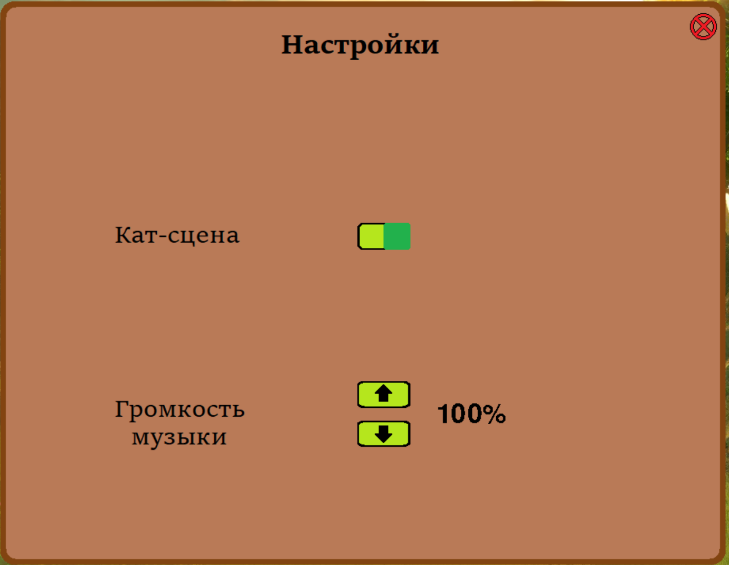 Настройки
Кат-сцена
Громкость
музыки
100%